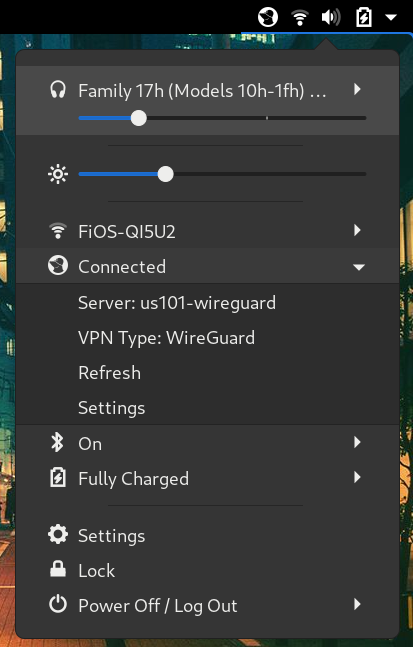 Family 17h (Models 10h-1fh) ...
FiOS-QI5U2
Connected
Server: us101-wireguard
VPN Type: WireGuard
Refresh
Settings
On
Fully Charged
Settings
Lock
Power Off / Log Out